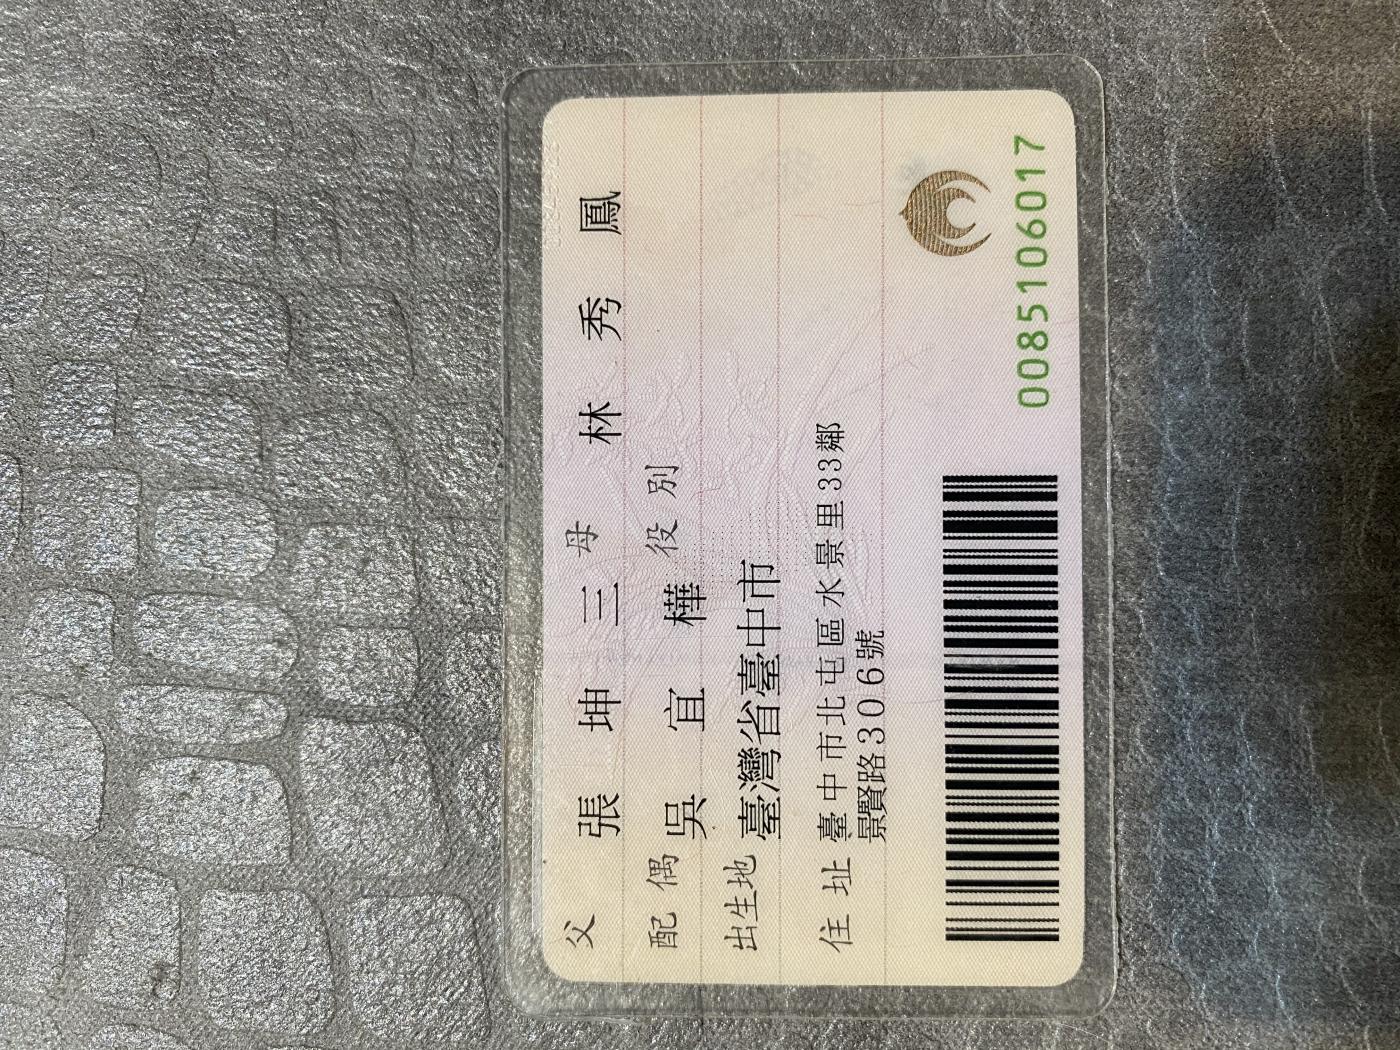 父 張坤三 母 林秀鳳
配偶 吳宜樺 役別
出生地 臺灣省臺中市
住址 臺中市北屯區水景里33鄰
景賢路306號
0085106017